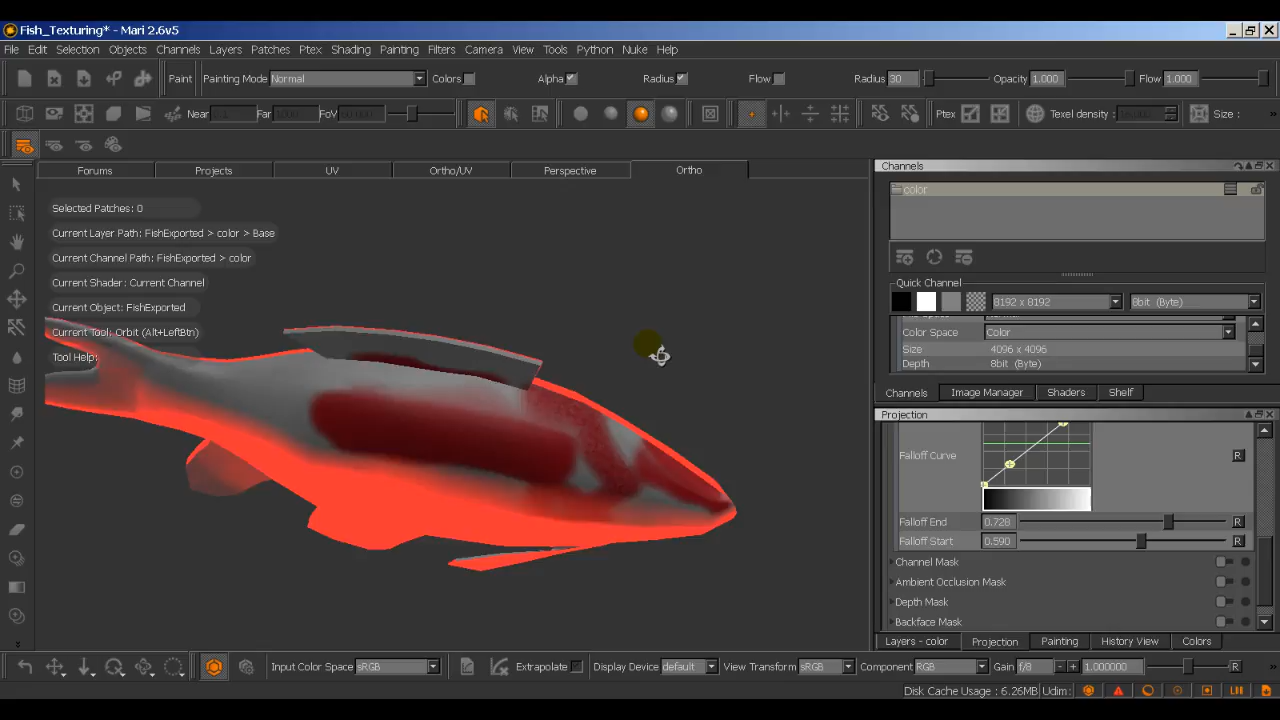 Fish_Texturing* - Mari 2.6v5
File Edit Selection Objects Channels Layers Patches Ptex Shading Painting Filters Camera View Tools Python Nuke Help
Paint Painting Mode Normal Colors Alpha Radius Flow Radius 30 Opacity 1.000 Flow 1.000
Near Far FoV Ptex Texel density: Size :
Forums Projects UV Ortho/UV Perspective Ortho
Selected Patches: 0
Current Layer Path: FishExported > color > Base
Current Channel Path: FishExported > color
Current Shader: Current Channel
Current Object: FishExported
Current Tool: Orbit (Alt+LeftBtn)
Tool Help:
Channels
color
Quick Channel
8192 x 8192 8bit (Byte)
Color Space Color
Size 4096 x 4096
Depth 8bit (Byte)
Channels Image Manager Shaders Shelf
Projection
Falloff Curve R
Falloff End 0.728 R
Falloff Start 0.590 R
Channel Mask
Ambient Occlusion Mask
Depth Mask
Backface Mask
Layers - color Projection Painting History View Colors
Input Color Space sRGB Extrapolate Display Device default View Transform sRGB Component RGB Gain f/8 - + 1.000000 R
Disk Cache Usage : 6.26MB Udim: